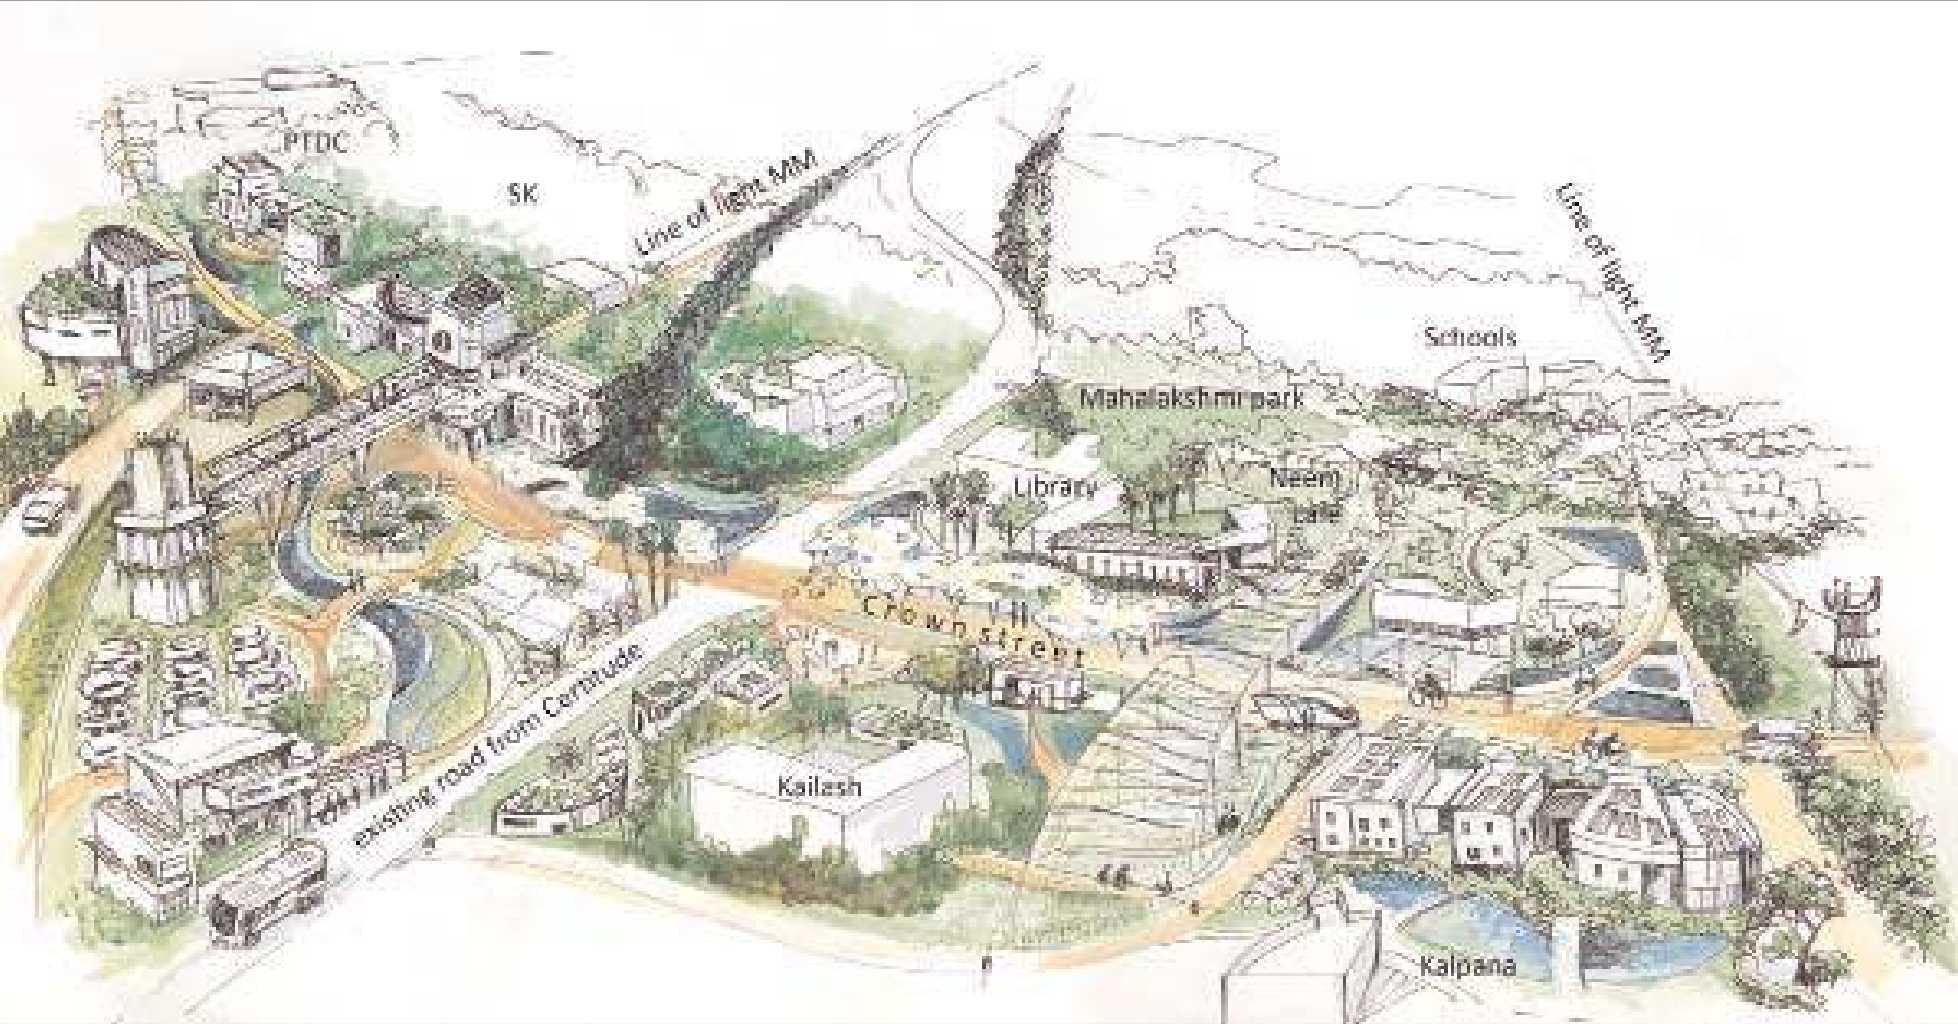 PTDC
SK
Line of light MM
Line of light MM
Schools
Mahalakshmi park
Library
Neem
Lane
Crown street
existing road from Certitude
Kailash
Kalpana